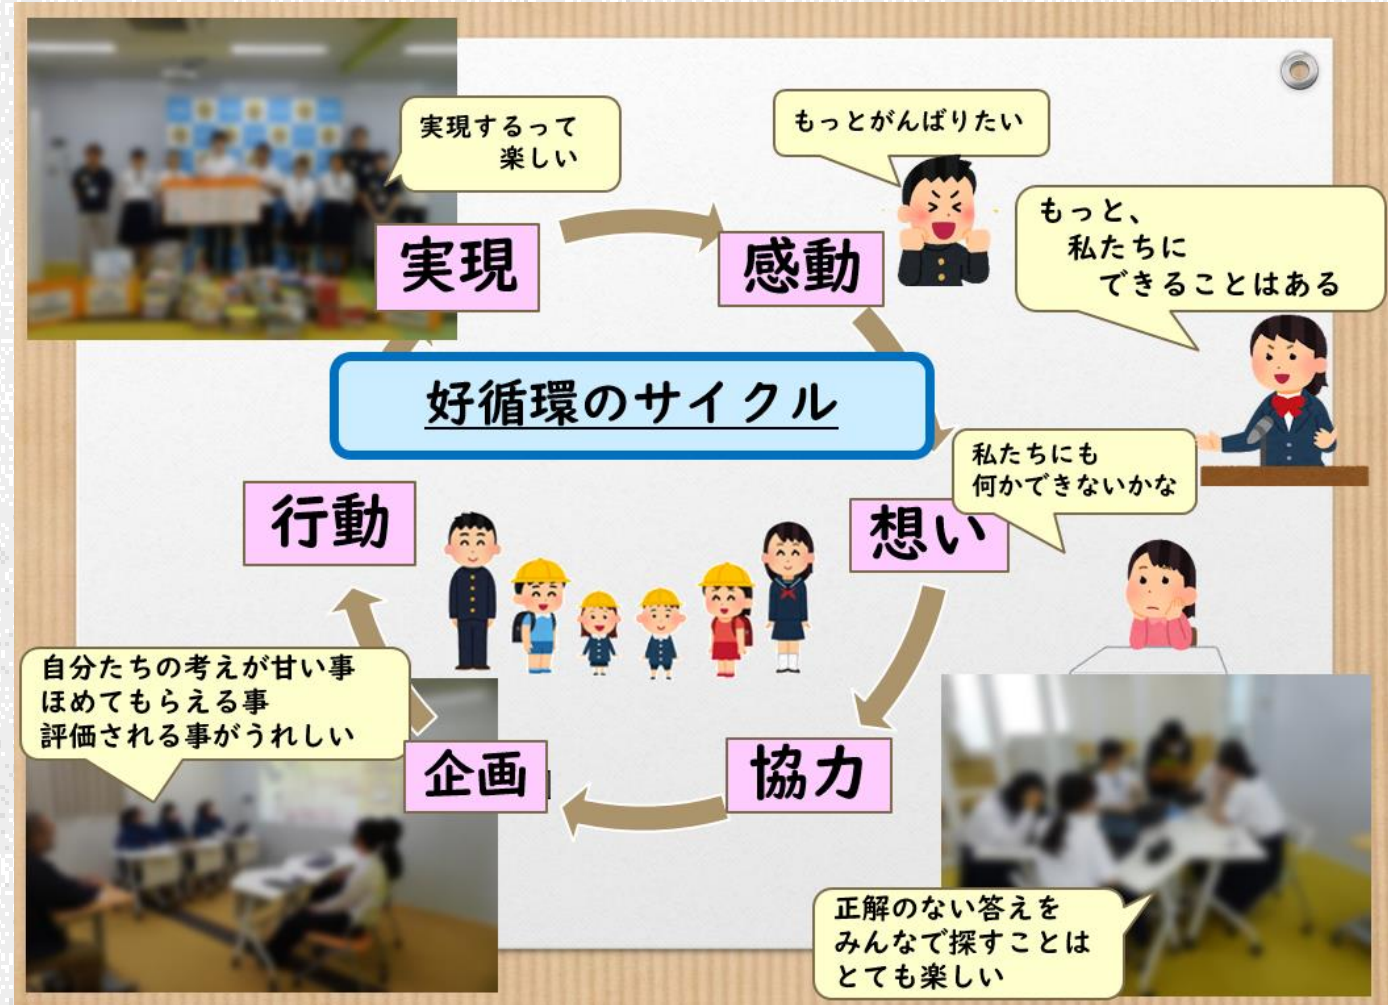 実現するって
楽しい
もっとがんばりたい
もっと、
私たちに
できることはある
実現
感動
好循環のサイクル
私たちにも
何かできないかな
行動
想い
自分たちの考えが甘い事
ほめてもらえる事
評価される事がうれしい
企画
協力
正解のない答えを
みんなで探すことは
とても楽しい